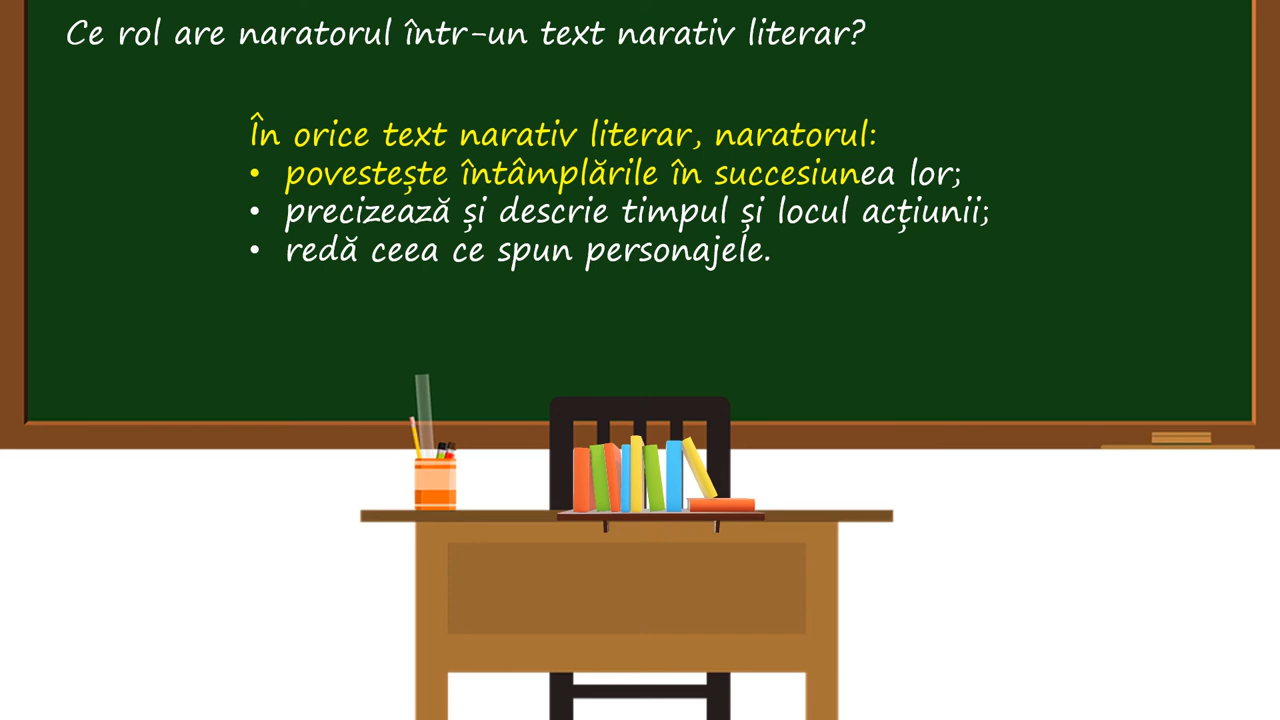 Ce rol are naratorul într-un text narativ literar?
În orice text narativ literar, naratorul:
• povestește întâmplările în succesiunea lor;
• precizează și descrie timpul și locul acțiunii;
• redă ceea ce spun personajele.